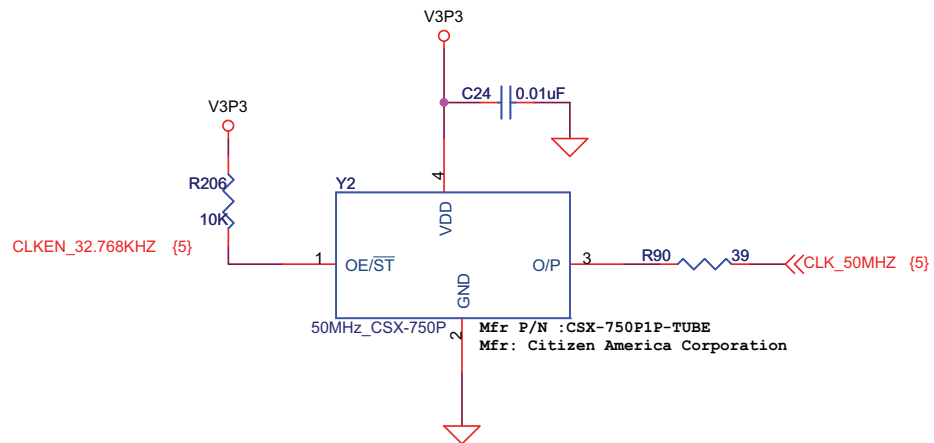 V3P3
C24 0.01uF
V3P3
R206
10K
Y2
4
VDD
CLKEN_32.768KHZ {5}
1
OE/ST
O/P
3
R90
39
CLK_50MHZ {5}
GND
2
50MHz_CSX-750P
Mfr P/N :CSX-750P1P-TUBE
Mfr: Citizen America Corporation